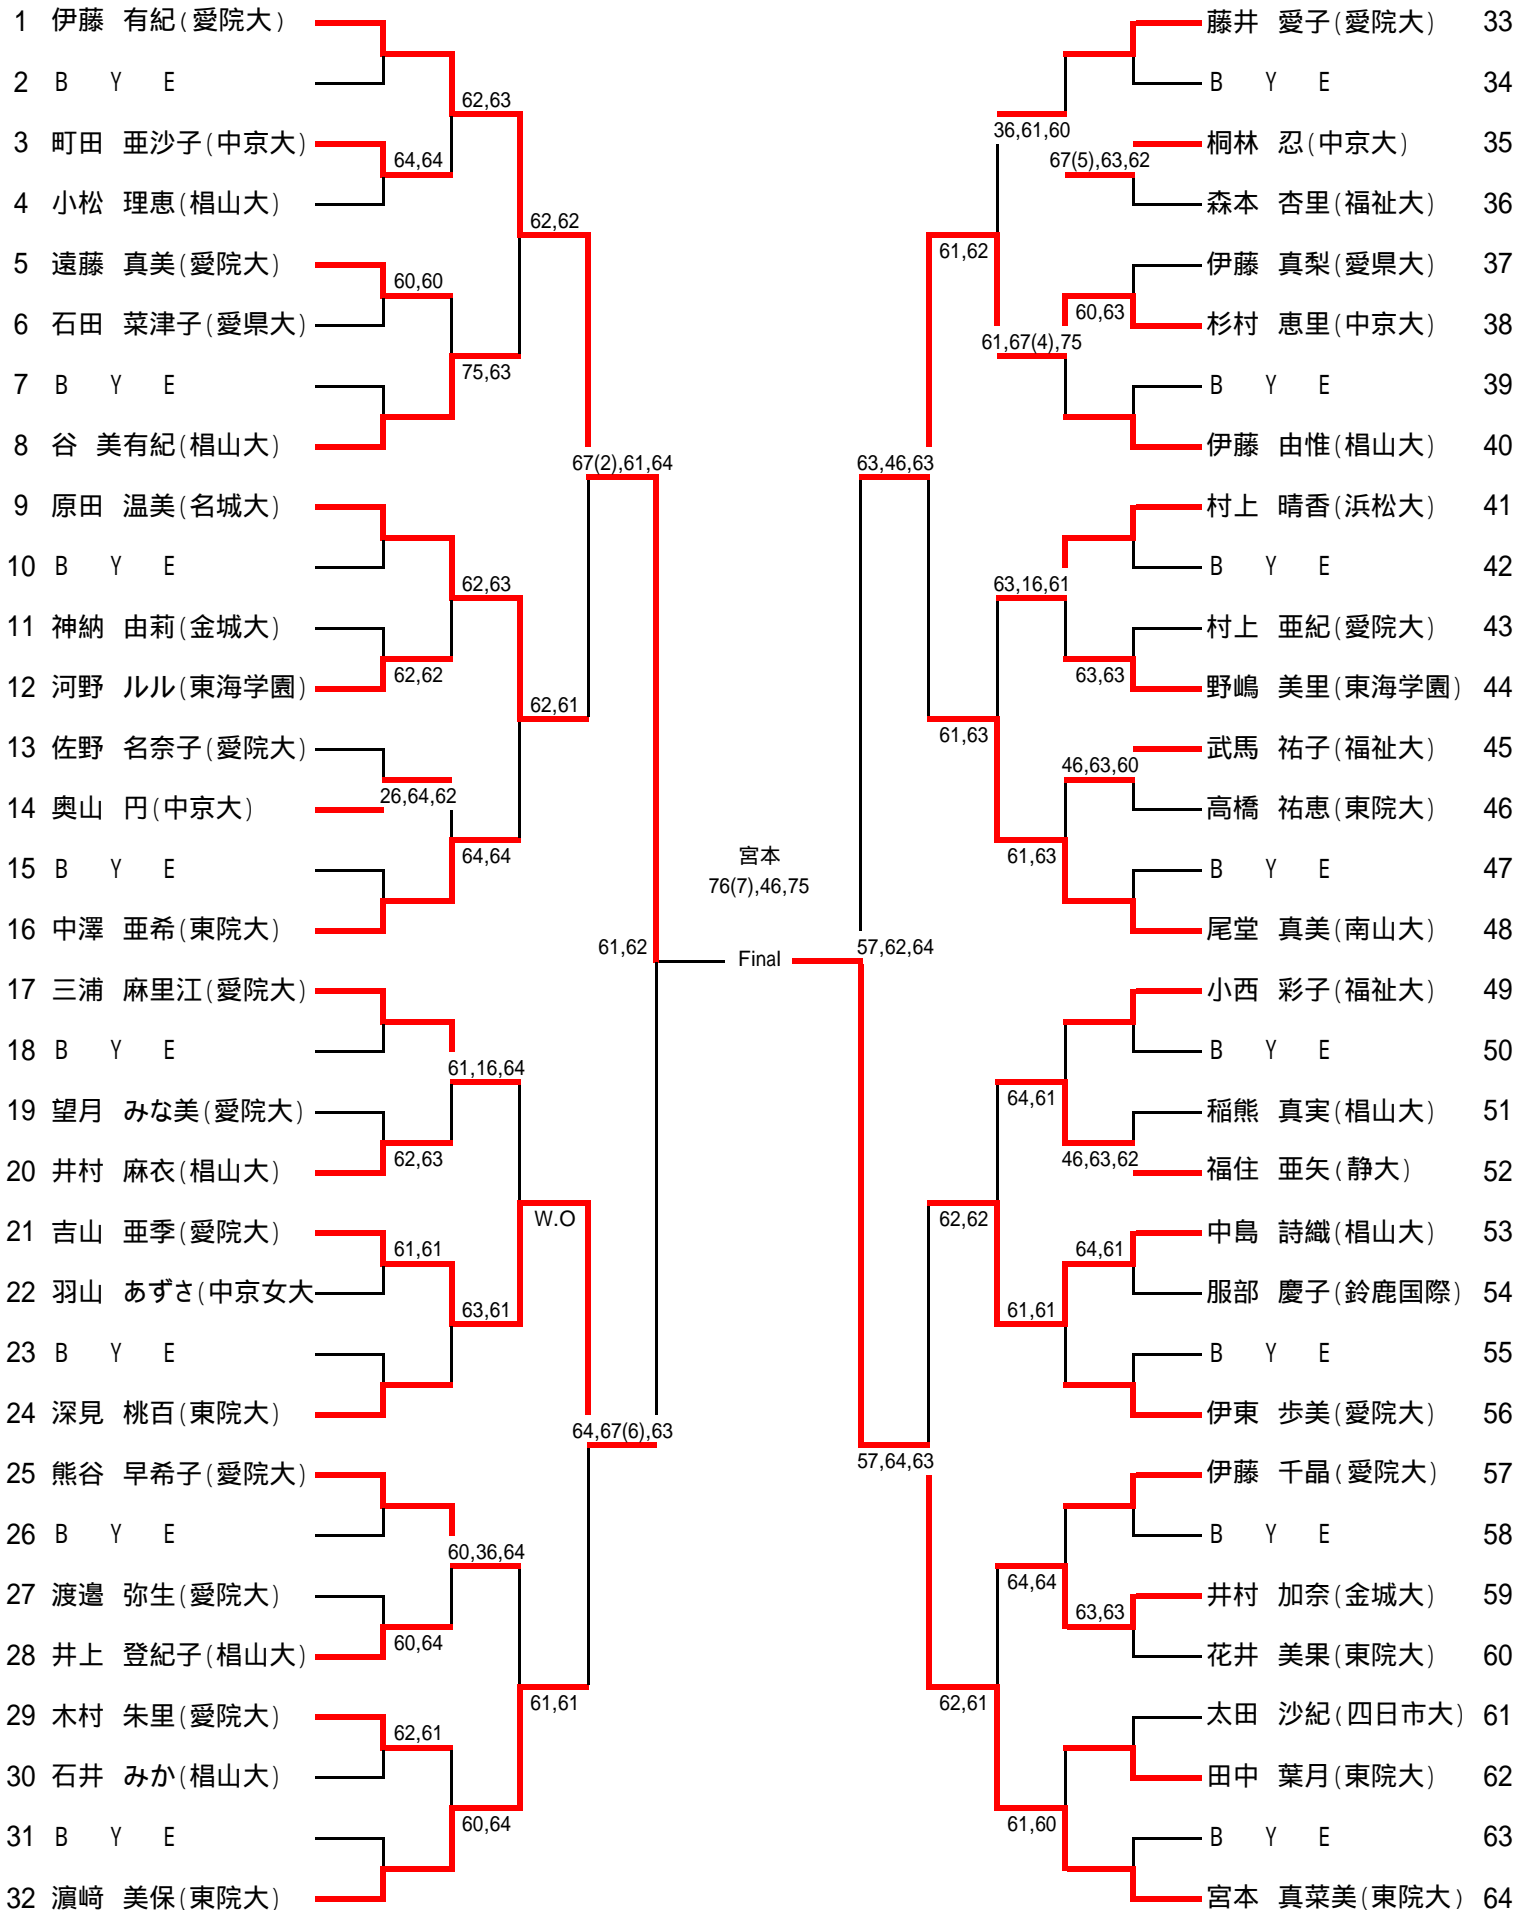 1 伊藤 有紀(愛院大)
2 B Y E
62,63
3 町田 亜沙子(中京大)
64,64
4 小松 理恵(椙山大)
62,62
5 遠藤 真美(愛院大)
60,60
6 石田 菜津子(愛県大)
75,63
7 B Y E
8 谷 美有紀(椙山大)
67(2),61,64
9 原田 温美(名城大)
10 B Y E
62,63
11 神納 由莉(金城大)
62,62
12 河野 ルル(東海学園)
62,61
13 佐野 名奈子(愛院大)
26,64,62
14 奥山 円(中京大)
64,64
15 B Y E
16 中澤 亜希(東院大)
61,62
17 三浦 麻里江(愛院大)
18 B Y E
61,16,64
19 望月 みな美(愛院大)
62,63
20 井村 麻衣(椙山大)
W.O
21 吉山 亜季(愛院大)
61,61
22 羽山 あずさ(中京女大
63,61
23 B Y E
24 深見 桃百(東院大)
64,67(6),63
25 熊谷 早希子(愛院大)
26 B Y E
60,36,64
27 渡邉 弥生(愛院大)
60,64
28 井上 登紀子(椙山大)
61,61
29 木村 朱里(愛院大)
62,61
30 石井 みか(椙山大)
60,64
31 B Y E
32 濵﨑 美保(東院大)
宮本
76(7),46,75
Final
藤井 愛子(愛院大) 33
B Y E 34
36,61,60
桐林 忍(中京大) 35
67(5),63,62
森本 杏里(福祉大) 36
61,62
伊藤 真梨(愛県大) 37
60,63
杉村 恵里(中京大) 38
61,67(4),75
B Y E 39
伊藤 由惟(椙山大) 40
63,46,63
村上 晴香(浜松大) 41
B Y E 42
63,16,61
村上 亜紀(愛院大) 43
63,63
野嶋 美里(東海学園) 44
61,63
武馬 祐子(福祉大) 45
46,63,60
高橋 祐恵(東院大) 46
61,63
B Y E 47
尾堂 真美(南山大) 48
57,62,64
小西 彩子(福祉大) 49
B Y E 50
64,61
稲熊 真実(椙山大) 51
46,63,62
福住 亜矢(静大) 52
62,62
中島 詩織(椙山大) 53
64,61
服部 慶子(鈴鹿国際) 54
61,61
B Y E 55
伊東 歩美(愛院大) 56
57,64,63
伊藤 千晶(愛院大) 57
B Y E 58
64,64
井村 加奈(金城大) 59
63,63
花井 美果(東院大) 60
62,61
太田 沙紀(四日市大) 61
田中 葉月(東院大) 62
61,60
B Y E 63
宮本 真菜美(東院大) 64